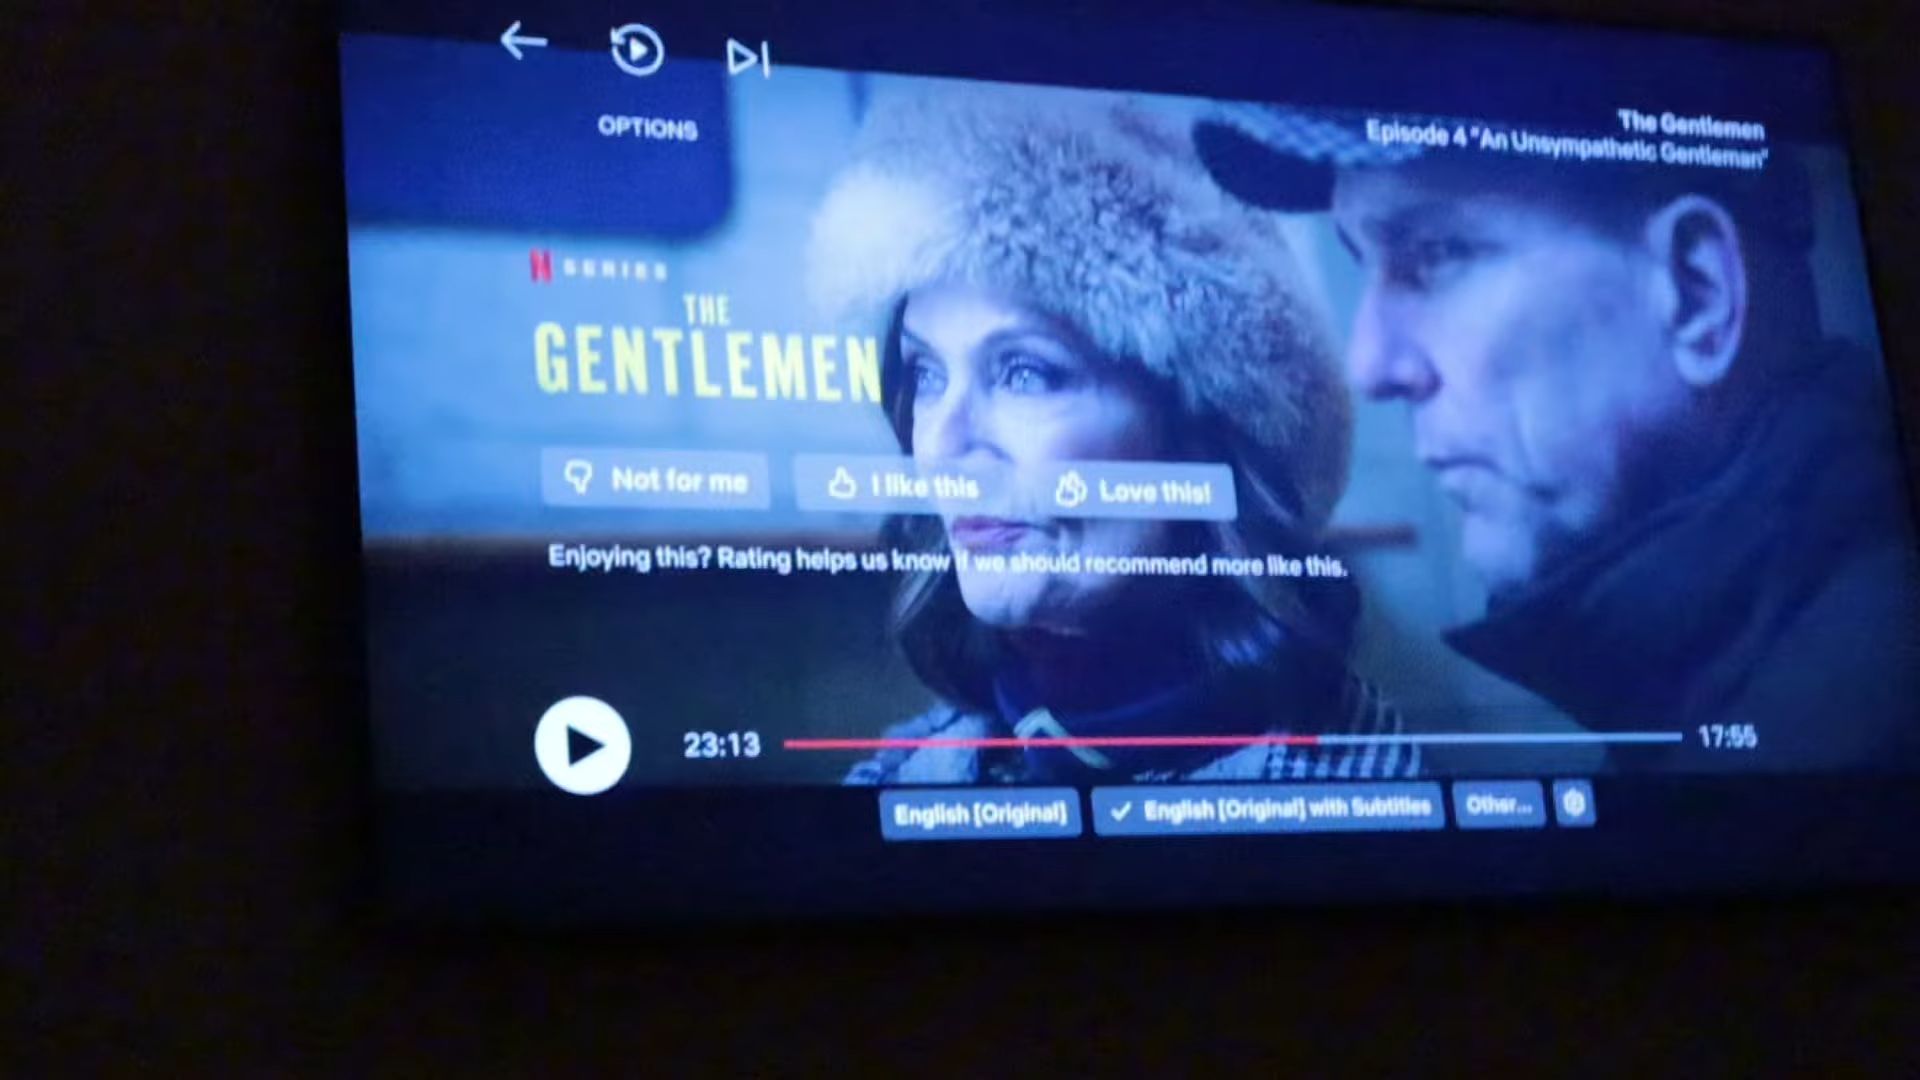 OPTIONS
The Gentlemen
Episode 4 "An Unsympathetic Gentleman"
N SERIES
THE
GENTLEMEN
Not for me
I like this
Love this!
Enjoying this? Rating helps us know if we should recommend more like this.
23:13
17:55
English [Original]
English [Original] with Subtitles
Other...